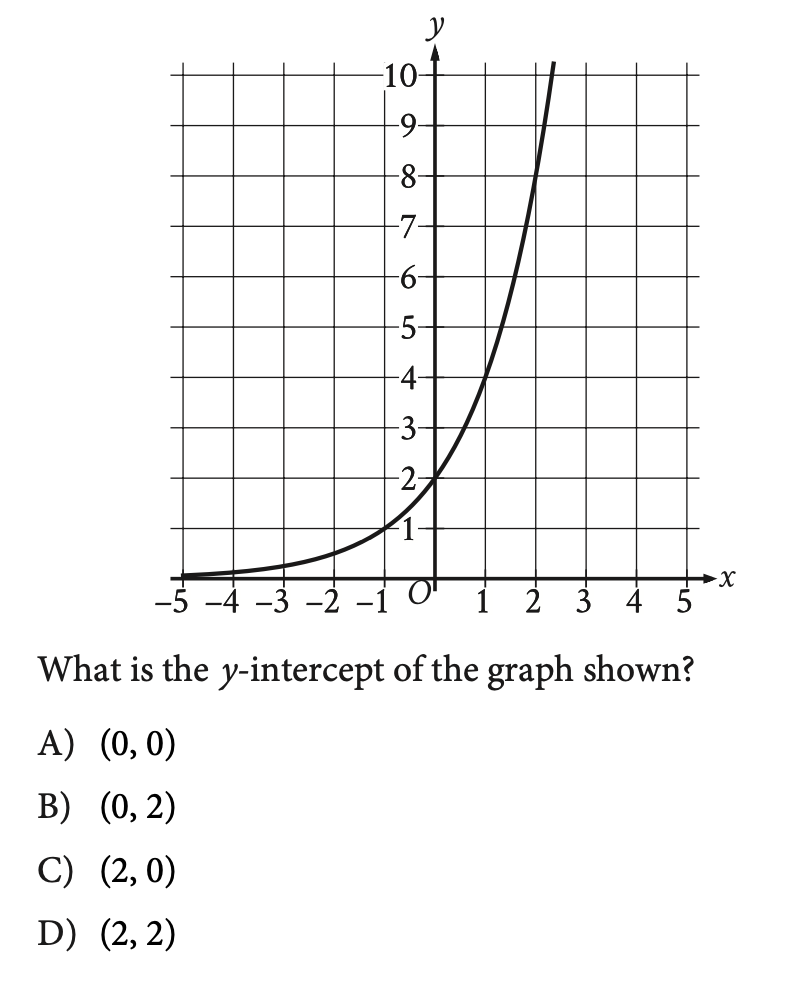 y
10
9
8
7
6
5
4
3
2
1
–5 –4 –3 –2 –1 O 1 2 3 4 5 x
What is the y-intercept of the graph shown?
A) (0, 0)
B) (0, 2)
C) (2, 0)
D) (2, 2)